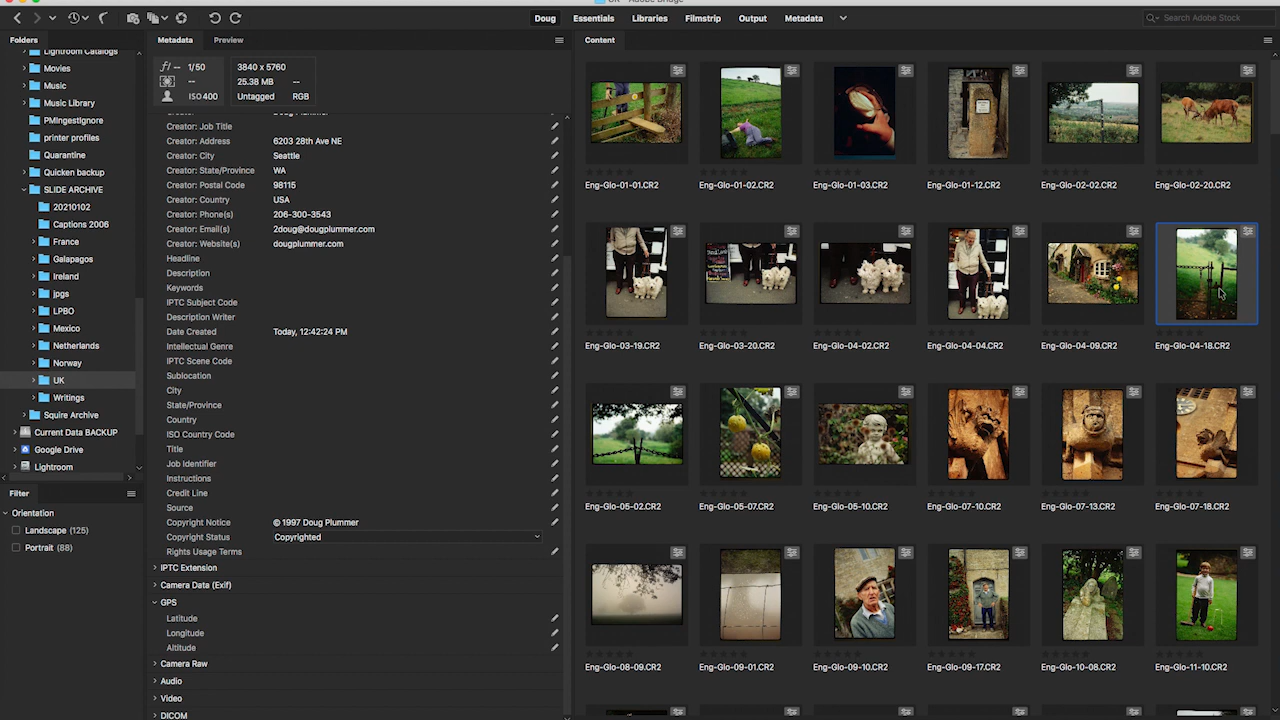 UK - Adobe Bridge
Doug Essentials Libraries Filmstrip Output Metadata
Search Adobe Stock
Folders
Lightroom Catalogs
Movies
Music
Music Library
PMIngestIgnore
printer profiles
Quarantine
Quicken backup
SLIDE ARCHIVE
20210102
Captions 2006
France
Galapagos
Ireland
jpgs
LPBO
Mexico
Netherlands
Norway
UK
Writings
Squire Archive
Current Data BACKUP
Google Drive
Lightroom
Filter
Orientation
Landscape (125)
Portrait (88)
Metadata Preview
f/ -- 1/50
--
ISO400
3840 x 5760
25.38 MB --
Untagged RGB
Creator Doug Plummer
Creator: Job Title
Creator: Address 6203 28th Ave NE
Creator: City Seattle
Creator: State/Province WA
Creator: Postal Code 98115
Creator: Country USA
Creator: Phone(s) 206-300-3543
Creator: Email(s) 2doug@dougplummer.com
Creator: Website(s) dougplummer.com
Headline
Description
Keywords
IPTC Subject Code
Description Writer
Date Created Today, 12:42:24 PM
Intellectual Genre
IPTC Scene Code
Sublocation
City
State/Province
Country
ISO Country Code
Title
Job Identifier
Instructions
Credit Line
Source
Copyright Notice © 1997 Doug Plummer
Copyright Status Copyrighted
Rights Usage Terms
IPTC Extension
Camera Data (Exif)
GPS
Latitude
Longitude
Altitude
Camera Raw
Audio
Video
DICOM
Content
Eng-Glo-01-01.CR2 Eng-Glo-01-02.CR2 Eng-Glo-01-03.CR2 Eng-Glo-01-12.CR2 Eng-Glo-02-02.CR2 Eng-Glo-02-20.CR2
Eng-Glo-03-19.CR2 Eng-Glo-03-20.CR2 Eng-Glo-04-02.CR2 Eng-Glo-04-04.CR2 Eng-Glo-04-09.CR2 Eng-Glo-04-18.CR2
Eng-Glo-05-02.CR2 Eng-Glo-05-07.CR2 Eng-Glo-05-10.CR2 Eng-Glo-07-10.CR2 Eng-Glo-07-13.CR2 Eng-Glo-07-18.CR2
Eng-Glo-08-09.CR2 Eng-Glo-09-01.CR2 Eng-Glo-09-10.CR2 Eng-Glo-09-17.CR2 Eng-Glo-10-08.CR2 Eng-Glo-11-10.CR2